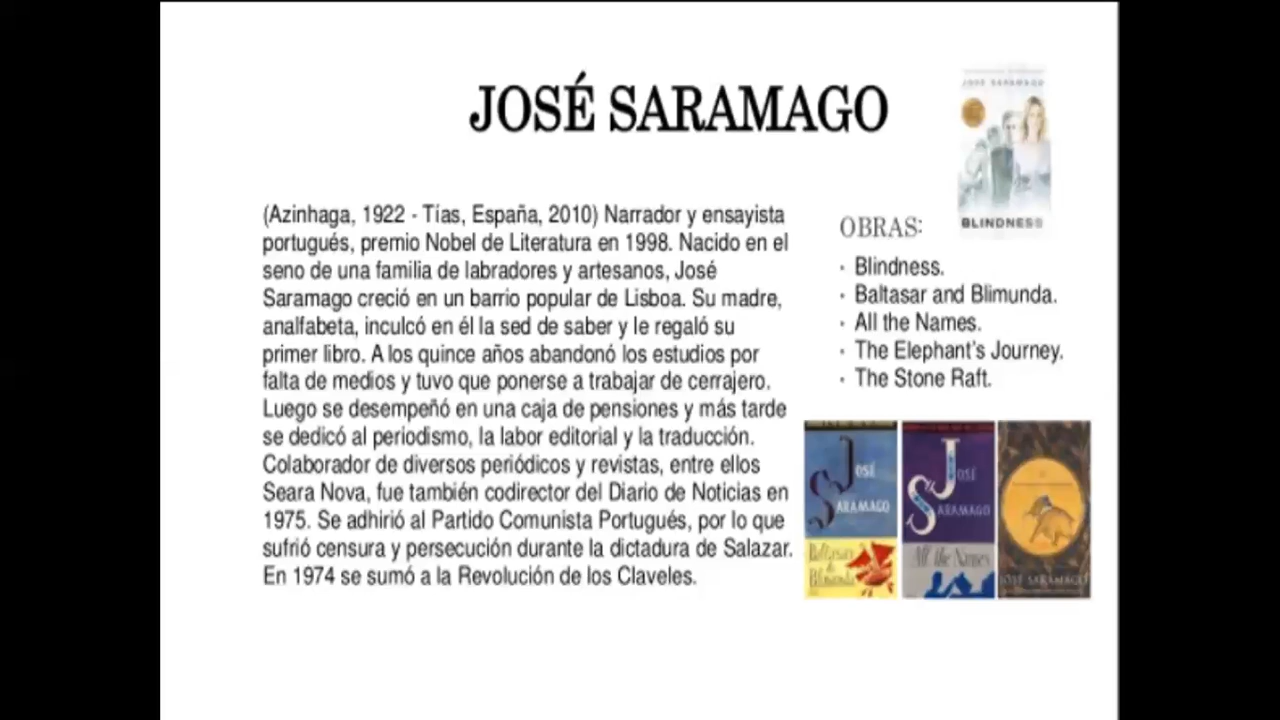 JOSÉ SARAMAGO
(Azinhaga, 1922 - Tías, España, 2010) Narrador y ensayista
portugués, premio Nobel de Literatura en 1998. Nacido en el
seno de una familia de labradores y artesanos, José
Saramago creció en un barrio popular de Lisboa. Su madre,
analfabeta, inculcó en él la sed de saber y le regaló su
primer libro. A los quince años abandonó los estudios por
falta de medios y tuvo que ponerse a trabajar de cerrajero.
Luego se desempeñó en una caja de pensiones y más tarde
se dedicó al periodismo, la labor editorial y la traducción.
Colaborador de diversos periódicos y revistas, entre ellos
Seara Nova, fue también codirector del Diario de Noticias en
1975. Se adhirió al Partido Comunista Portugués, por lo que
sufrió censura y persecución durante la dictadura de Salazar.
En 1974 se sumó a la Revolución de los Claveles.
JOSÉ SARAMAGO
BLINDNESS
OBRAS:
· Blindness.
· Baltasar and Blimunda.
· All the Names.
· The Elephant's Journey.
· The Stone Raft.
JOSÉ
SARAMAGO
Baltasar
&
Blimunda
JOSÉ
SARAMAGO
All the Names
JOSÉ SARAMAGO